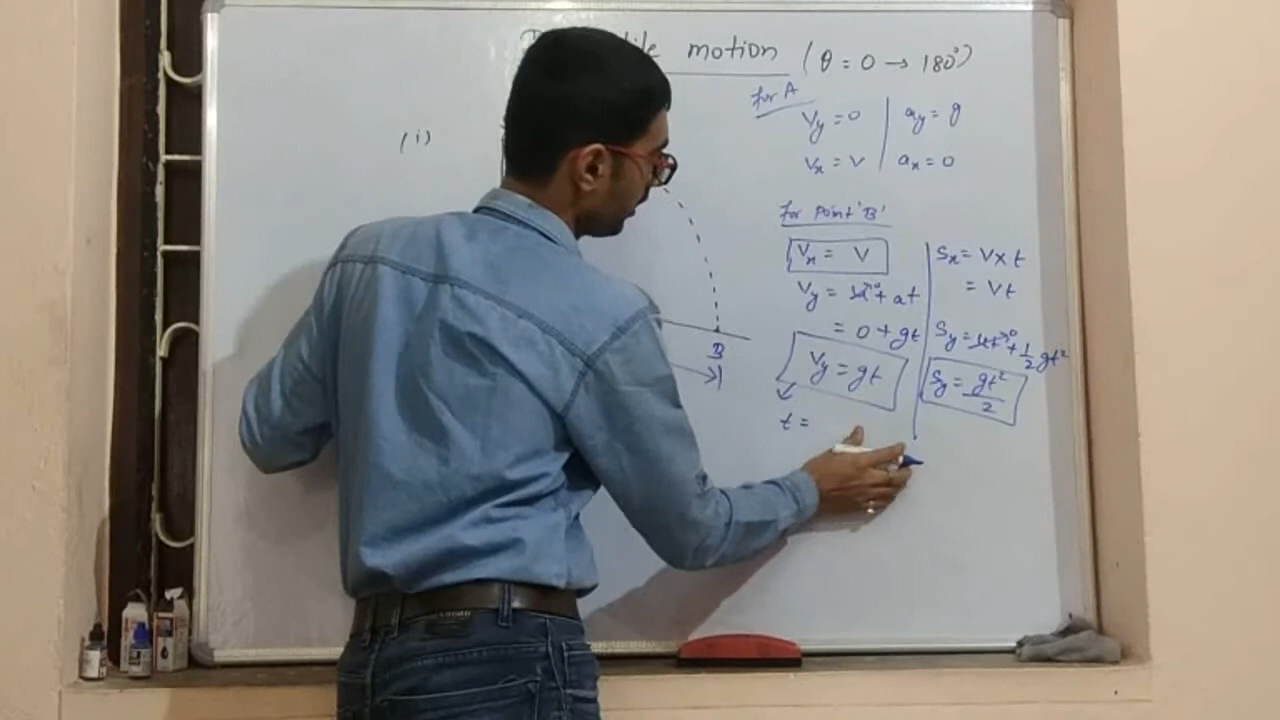 motion (θ = 0 → 180°)
(i)
for A
Vy = 0
Vx = V
ay = g
ax = 0
for Point 'B'
Vx = V
Vy = u + at
= 0 + gt
Vy = gt
t =
Sx = V x t
= Vt
Sy = ut + 1/2 gt²
Sy = gt²/2
B